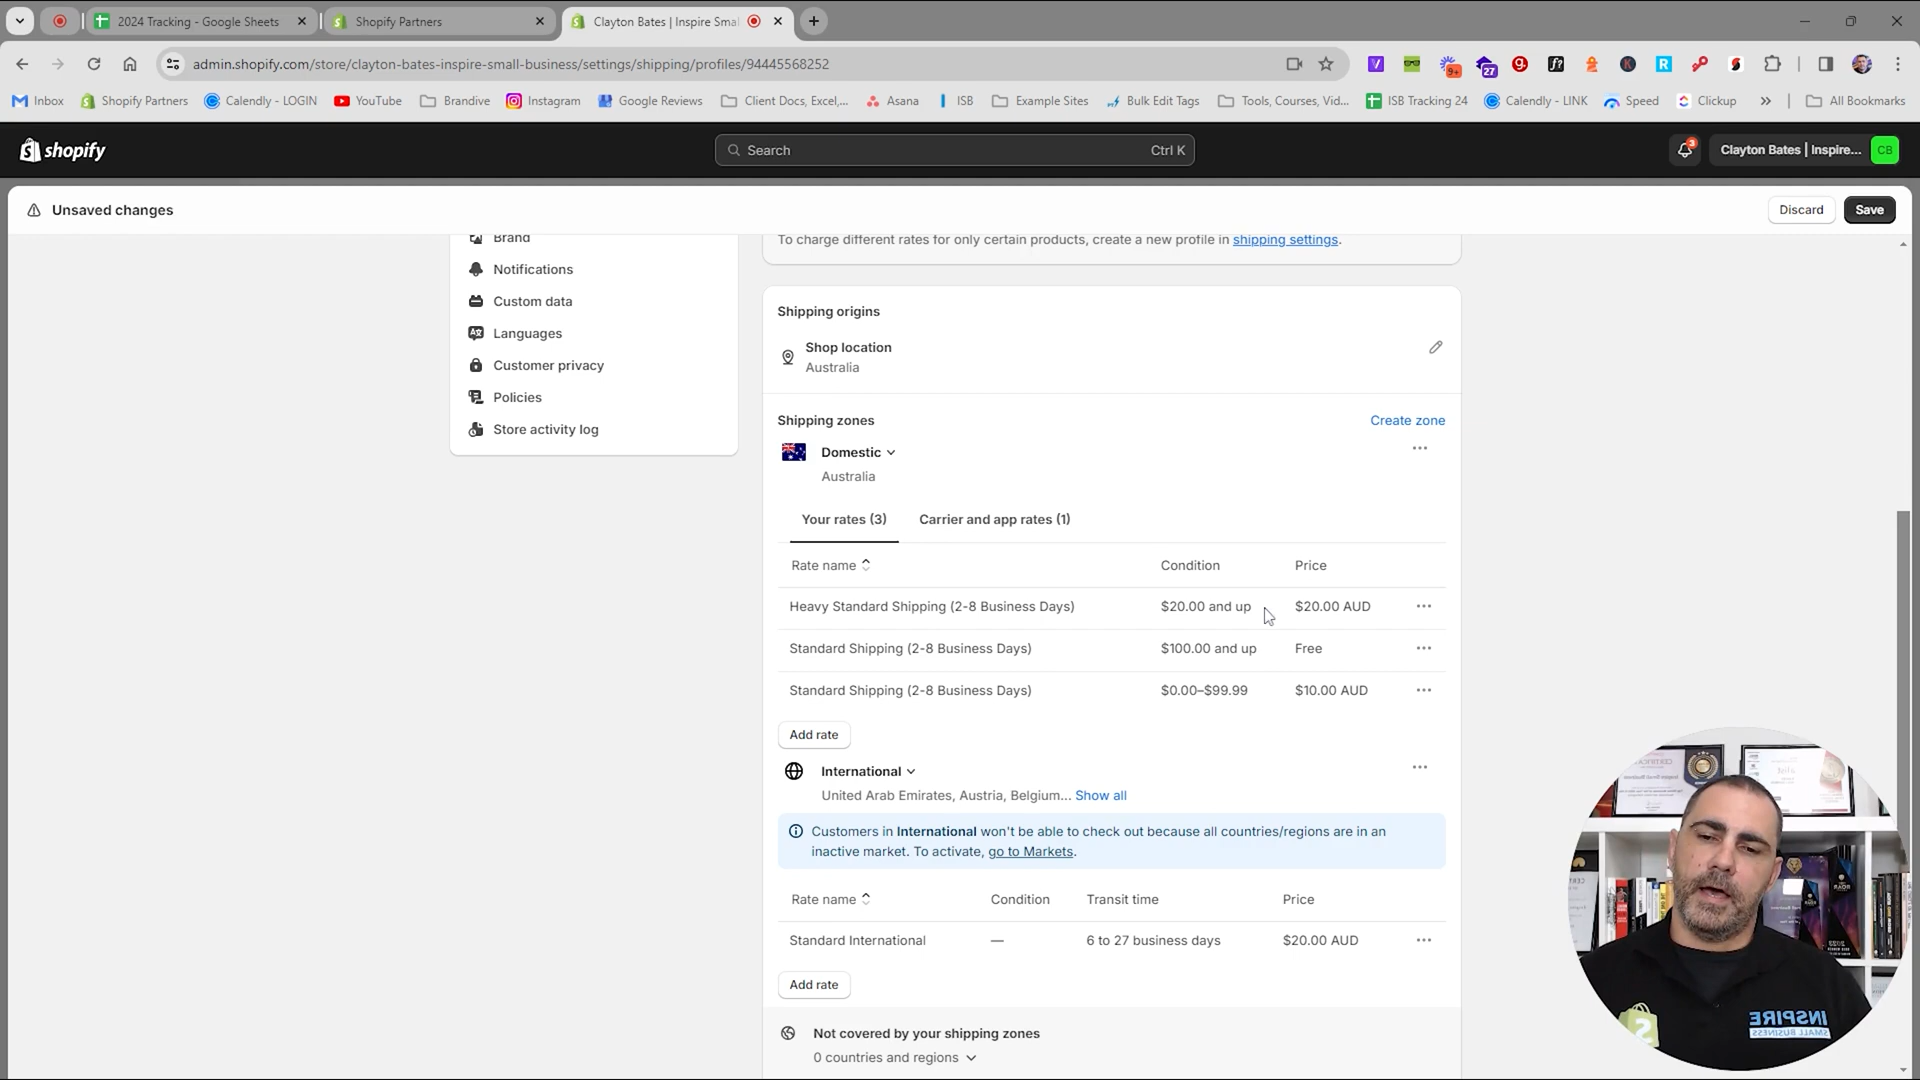 2024 Tracking - Google Sheets
Shopify Partners
Clayton Bates | Inspire Smal
admin.shopify.com/store/clayton-bates-inspire-small-business/settings/shipping/profiles/94445568252
9+
27
Inbox
Shopify Partners
Calendly - LOGIN
YouTube
Brandive
Instagram
Google Reviews
Client Docs, Excel,...
Asana
ISB
Example Sites
Bulk Edit Tags
Tools, Courses, Vid...
ISB Tracking 24
Calendly - LINK
Speed
Clickup
All Bookmarks
shopify
Search
Ctrl K
3
Clayton Bates | Inspire...
CB
Unsaved changes
Discard
Save
Brand
Notifications
Custom data
Languages
Customer privacy
Policies
Store activity log
To charge different rates for only certain products, create a new profile in shipping settings.
Shipping origins
Shop location
Australia
Shipping zones
Create zone
Domestic
Australia
Your rates (3)
Carrier and app rates (1)
Rate name
Condition
Price
Heavy Standard Shipping (2-8 Business Days)
$20.00 and up
$20.00 AUD
Standard Shipping (2-8 Business Days)
$100.00 and up
Free
Standard Shipping (2-8 Business Days)
$0.00–$99.99
$10.00 AUD
Add rate
International
United Arab Emirates, Austria, Belgium... Show all
Customers in International won't be able to check out because all countries/regions are in an
inactive market. To activate, go to Markets.
Rate name
Condition
Transit time
Price
Standard International
—
6 to 27 business days
$20.00 AUD
Add rate
Not covered by your shipping zones
0 countries and regions
INSPIRE
SMALL BUSINESS